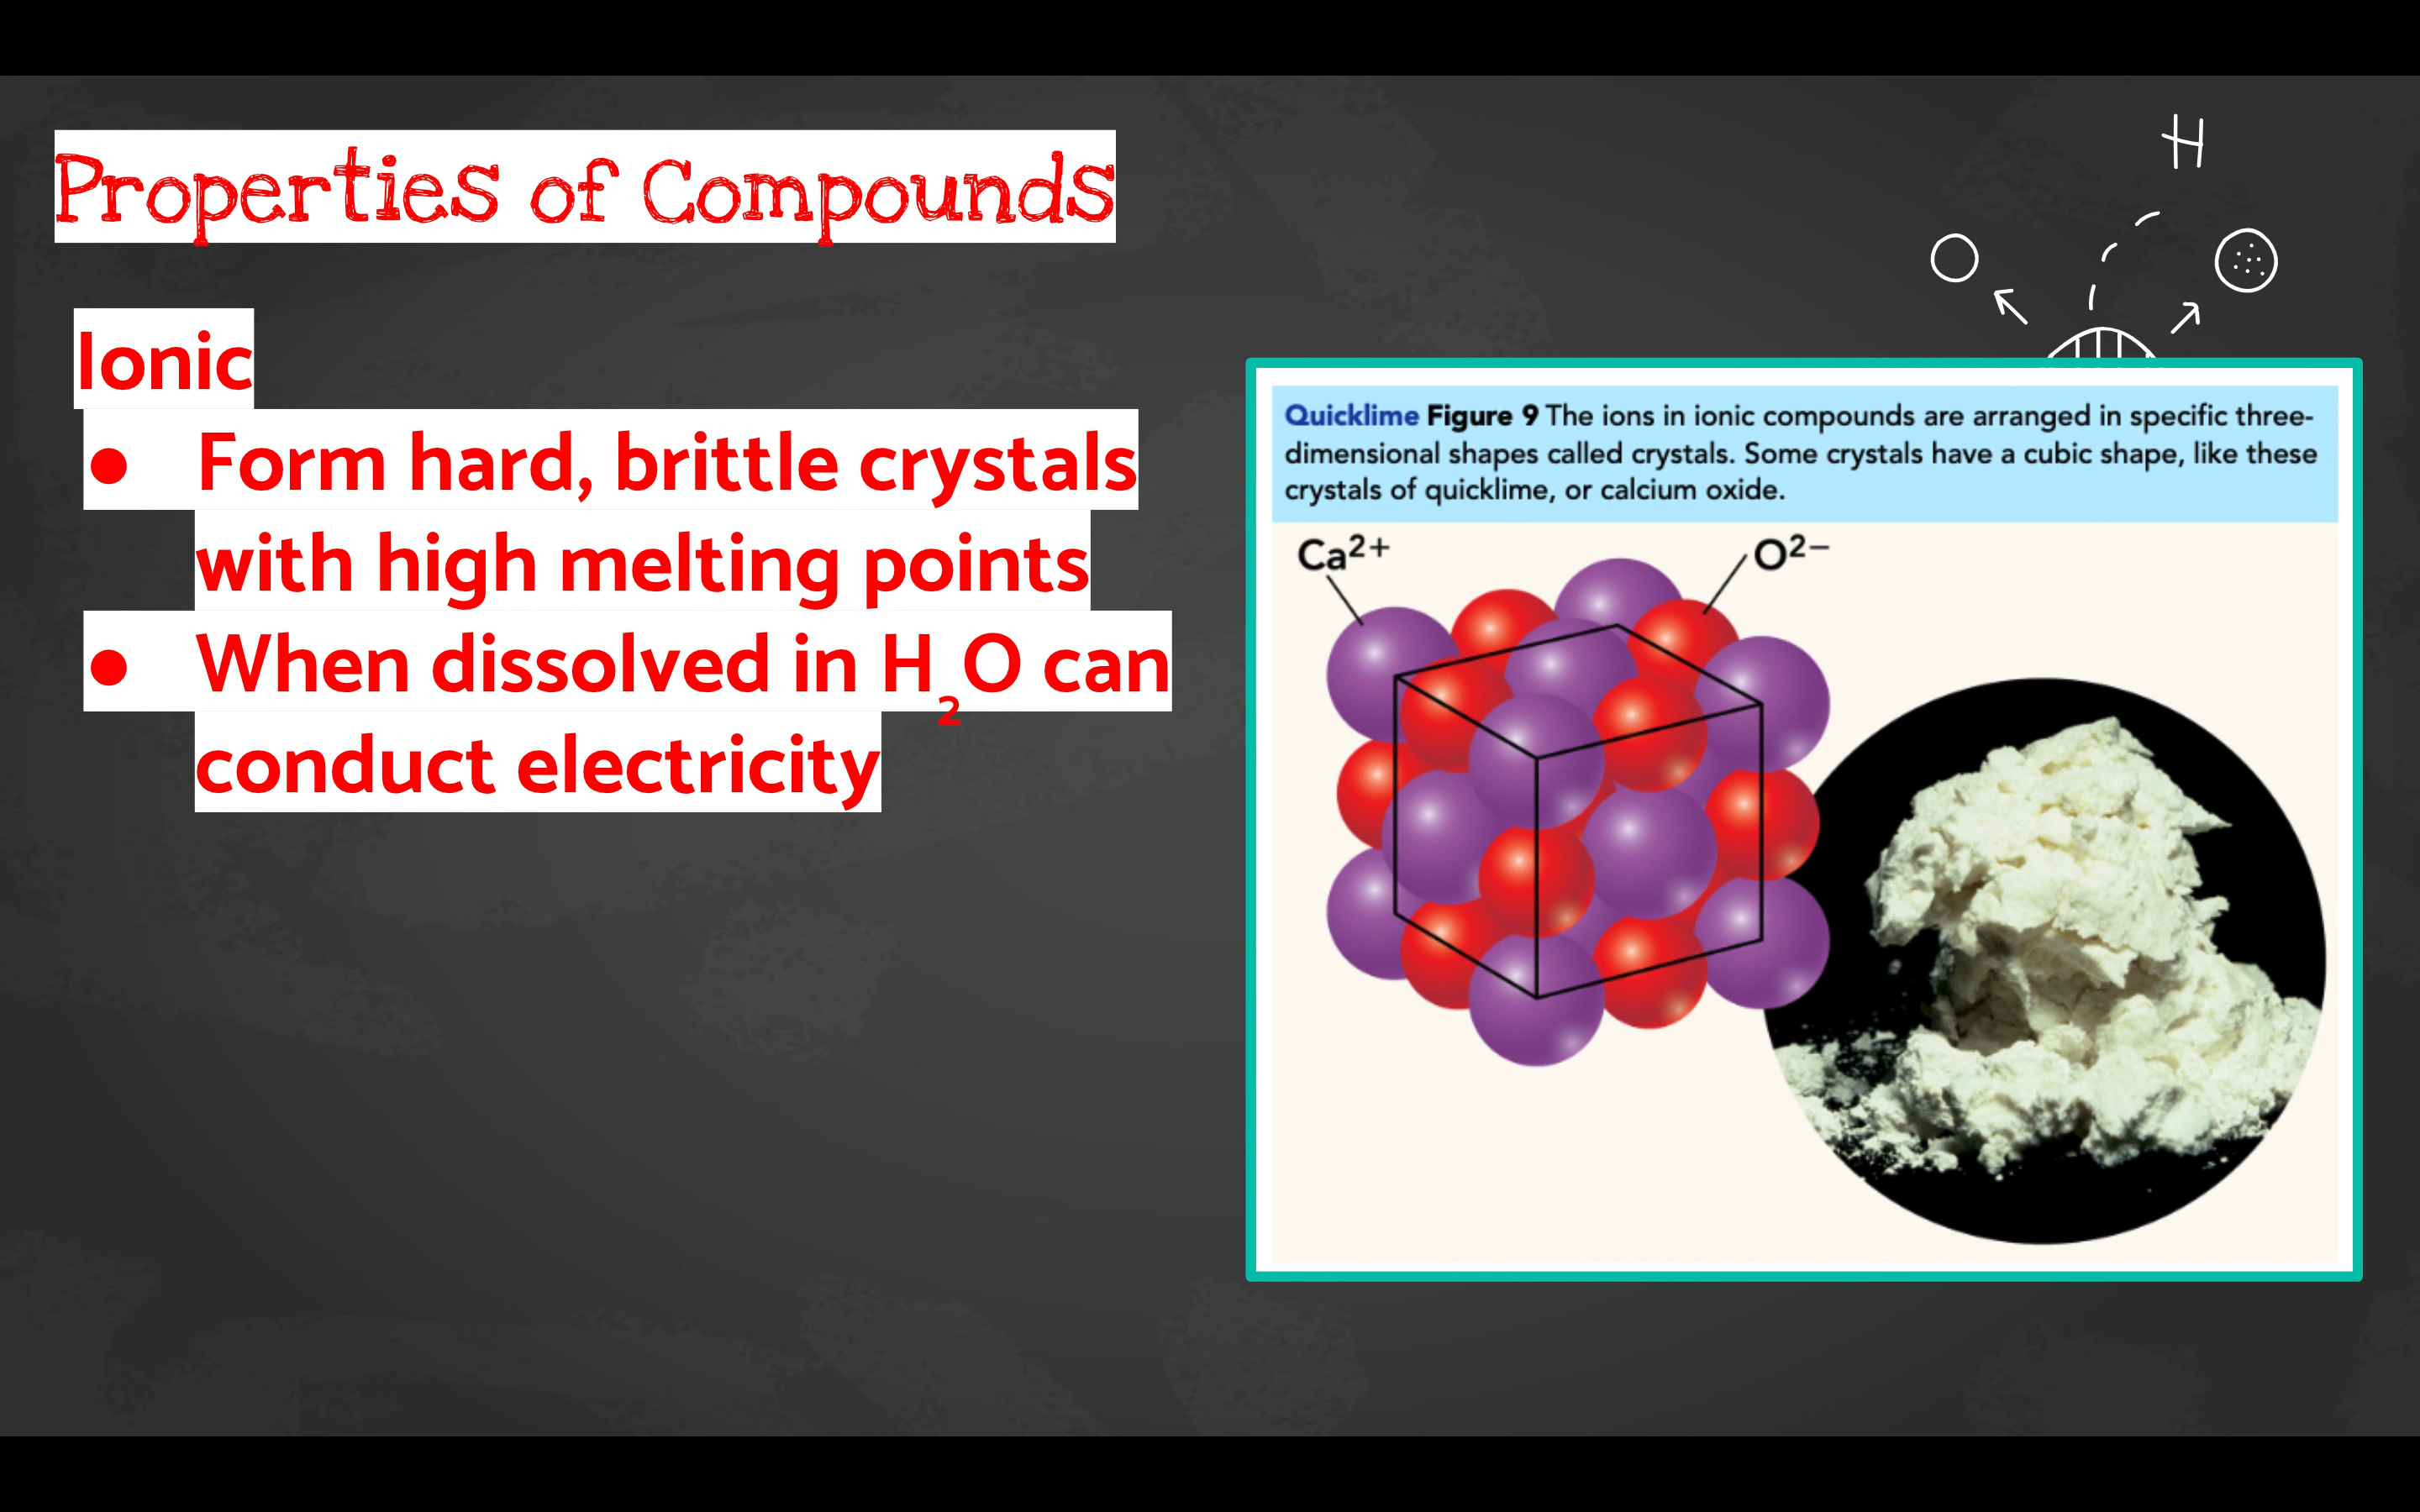 H
Properties of Compounds
Ionic
● Form hard, brittle crystals
with high melting points
● When dissolved in H₂O can
conduct electricity
Quicklime Figure 9 The ions in ionic compounds are arranged in specific three-
dimensional shapes called crystals. Some crystals have a cubic shape, like these
crystals of quicklime, or calcium oxide.
Ca²⁺
O²⁻